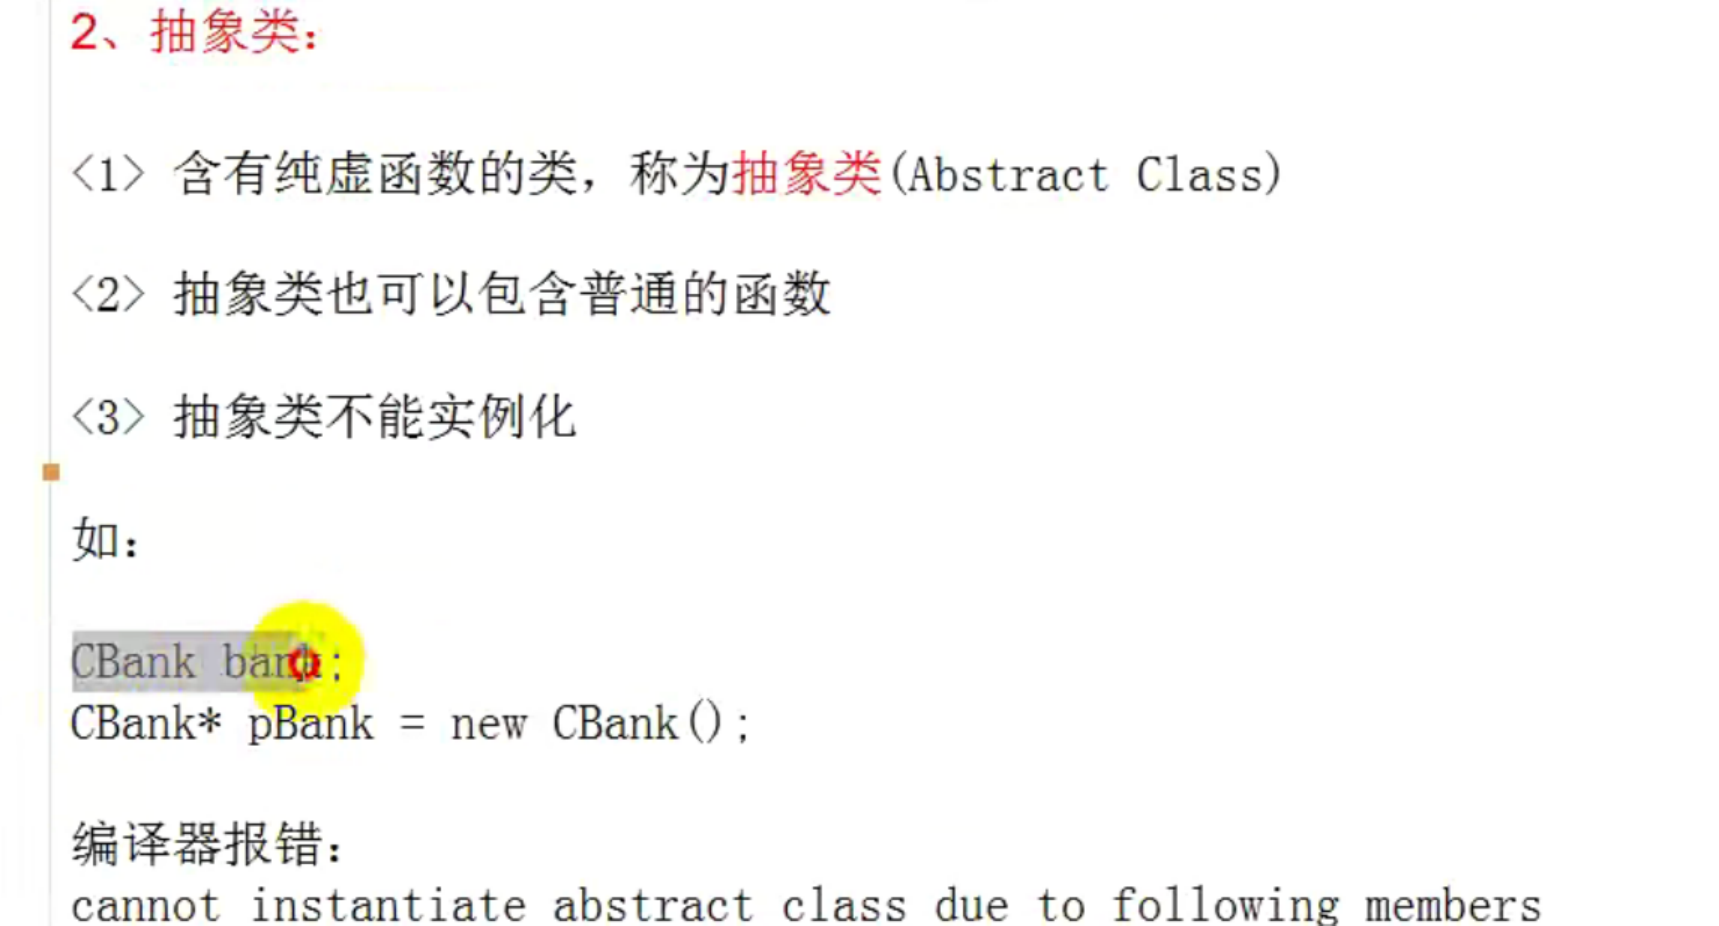 2、抽象类：
<1> 含有纯虚函数的类，称为抽象类(Abstract Class)
<2> 抽象类也可以包含普通的函数
<3> 抽象类不能实例化
如：
CBank bank;
CBank* pBank = new CBank();
编译器报错：
cannot instantiate abstract class due to following members